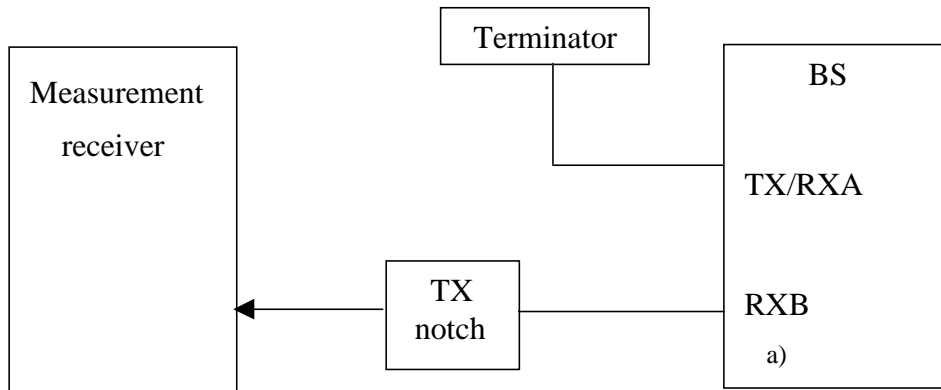 Terminator
Measurement
receiver
BS
TX/RXA
TX
notch
RXB
a)